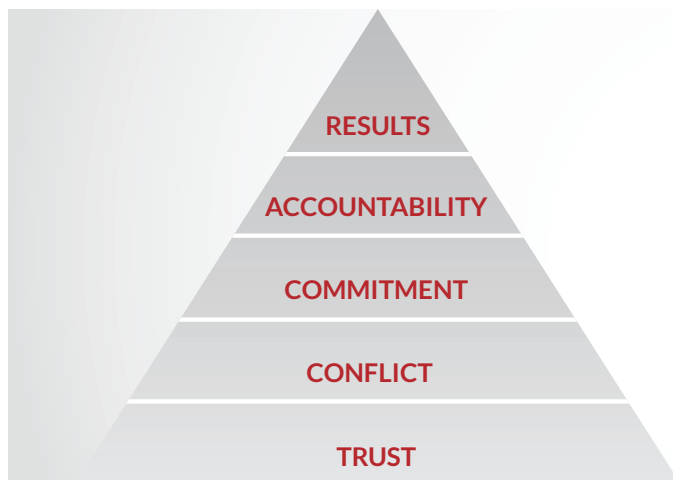 RESULTS
ACCOUNTABILITY
COMMITMENT
CONFLICT
TRUST